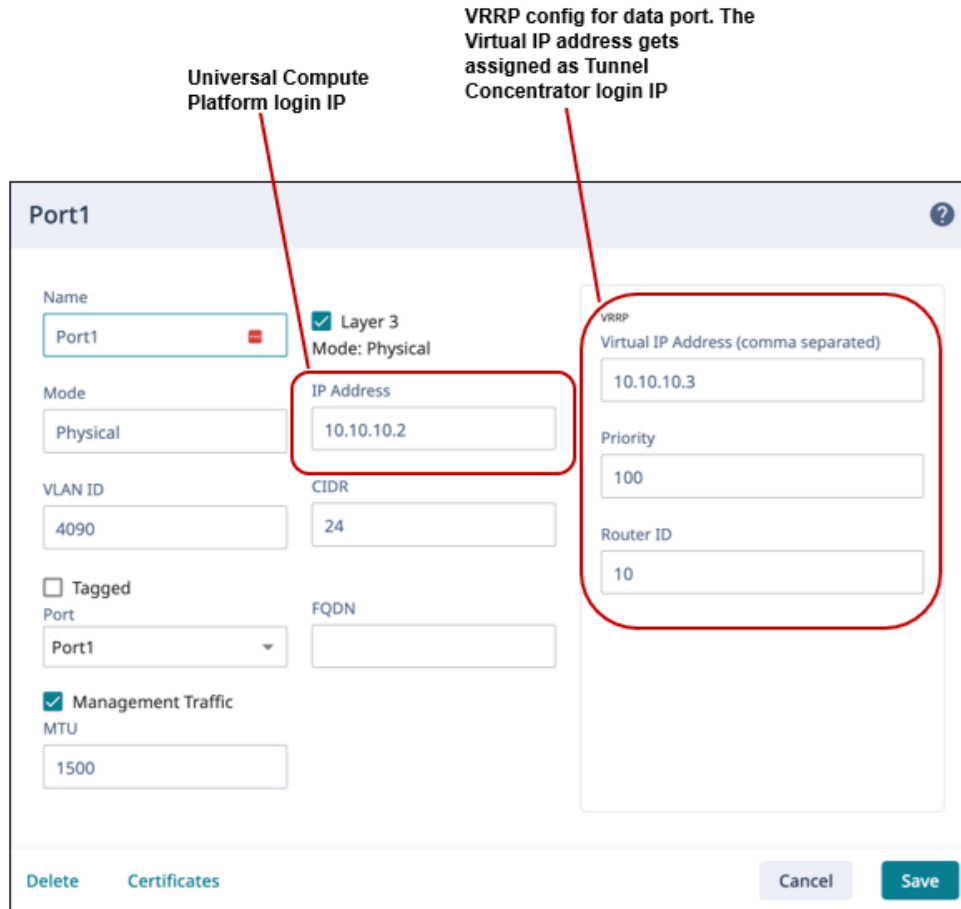 VRRP config for data port. The
Virtual IP address gets
assigned as Tunnel
Concentrator login IP
Universal Compute
Platform login IP
Port1
Name
Port1
Mode
Physical
VLAN ID
4090
Tagged
Port
Port1
Management Traffic
MTU
1500
Layer 3
Mode: Physical
IP Address
10.10.10.2
CIDR
24
FQDN
VRRP
Virtual IP Address (comma separated)
10.10.10.3
Priority
100
Router ID
10
Delete
Certificates
Cancel
Save